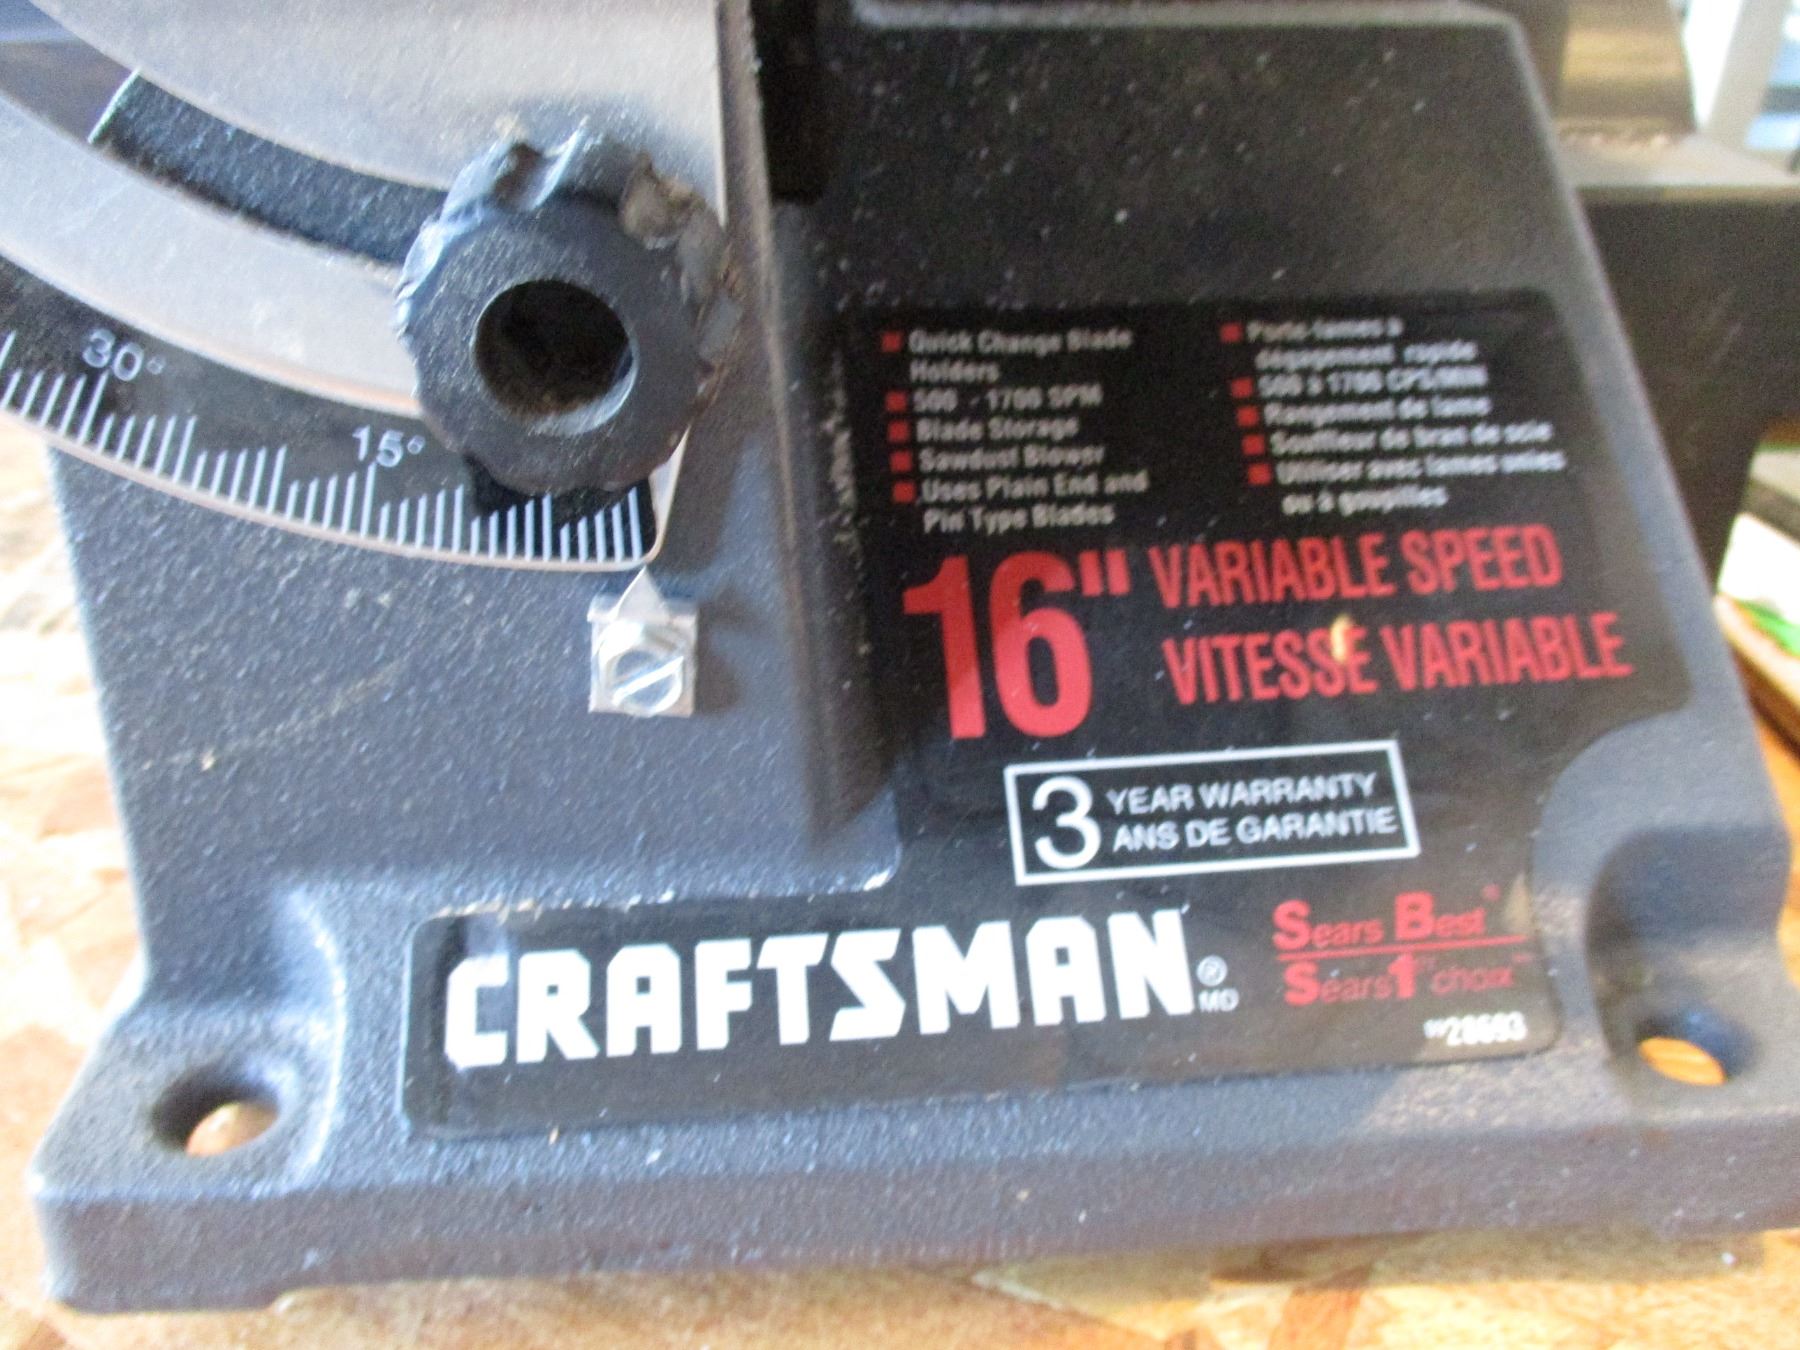 30°
15°
Quick Change Blade
Holders
500 - 1700 SPM
Blade Storage
Sawdust Blower
Uses Plain End and
Pin Type Blades
Porte-lames à
dégagement rapide
500 à 1700 CPS/MIN
Rangement de lame
Souffleur de bran de scie
Utiliser avec lames unies
ou à goupilles
16" VARIABLE SPEED
VITESSE VARIABLE
3 YEAR WARRANTY
ANS DE GARANTIE
CRAFTSMAN®
MD
Sears Best
Sears 1er choix